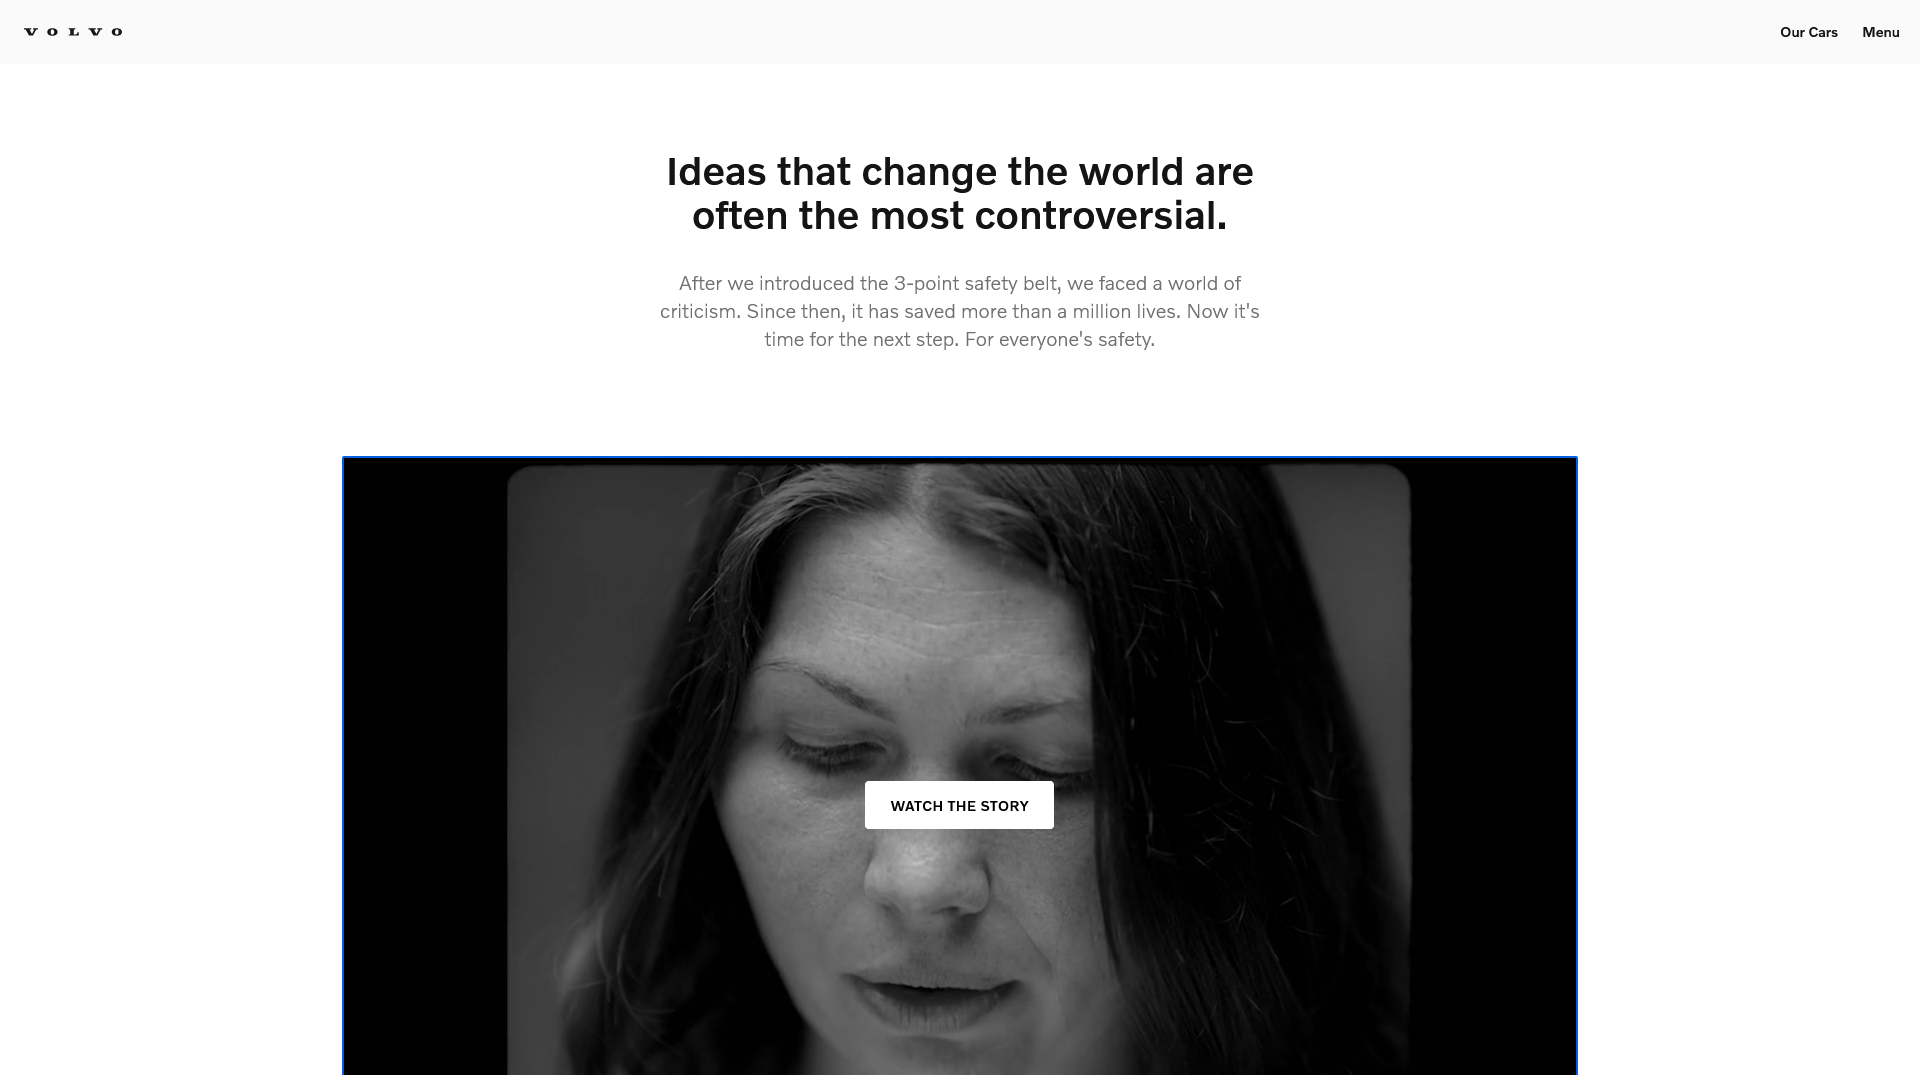 VOLVO
Our Cars
Menu
Ideas that change the world are
often the most controversial.
After we introduced the 3-point safety belt, we faced a world of
criticism. Since then, it has saved more than a million lives. Now it's
time for the next step. For everyone's safety.
WATCH THE STORY